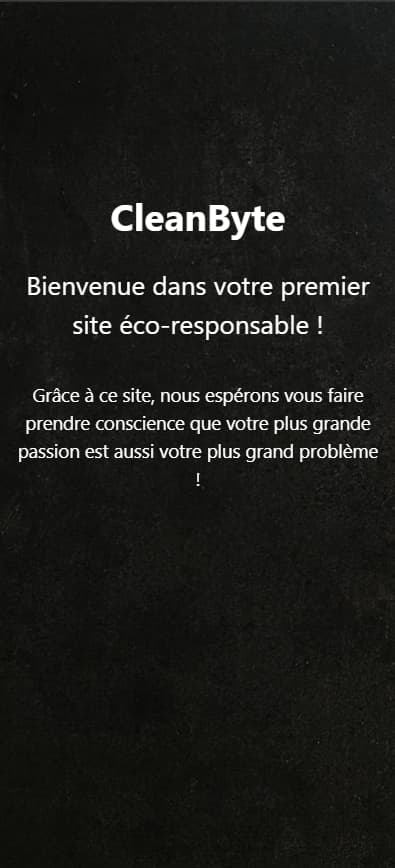 CleanByte
Bienvenue dans votre premier
site éco-responsable !
Grâce à ce site, nous espérons vous faire
prendre conscience que votre plus grande
passion est aussi votre plus grand problème
!